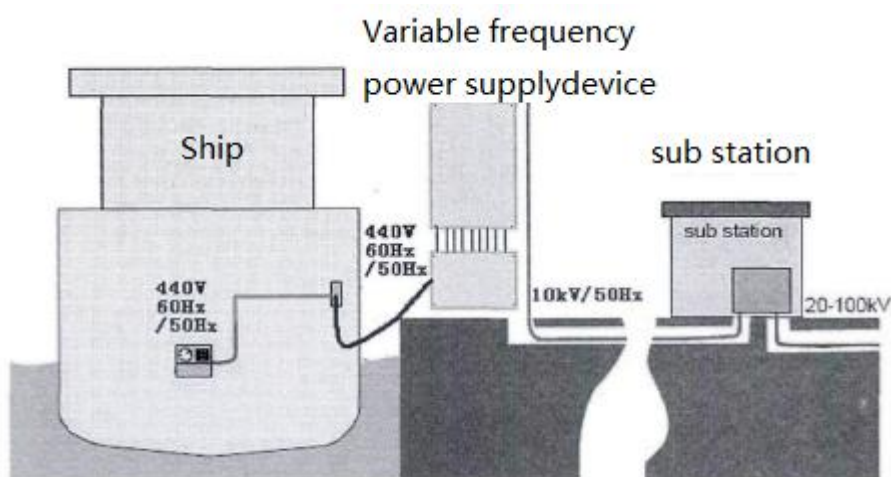 Variable frequency
power supplydevice
Ship
sub station
sub station
440V
60Hz
/50Hz
440V
60Hz
/50Hz
10kV/50Hz
20-100kV